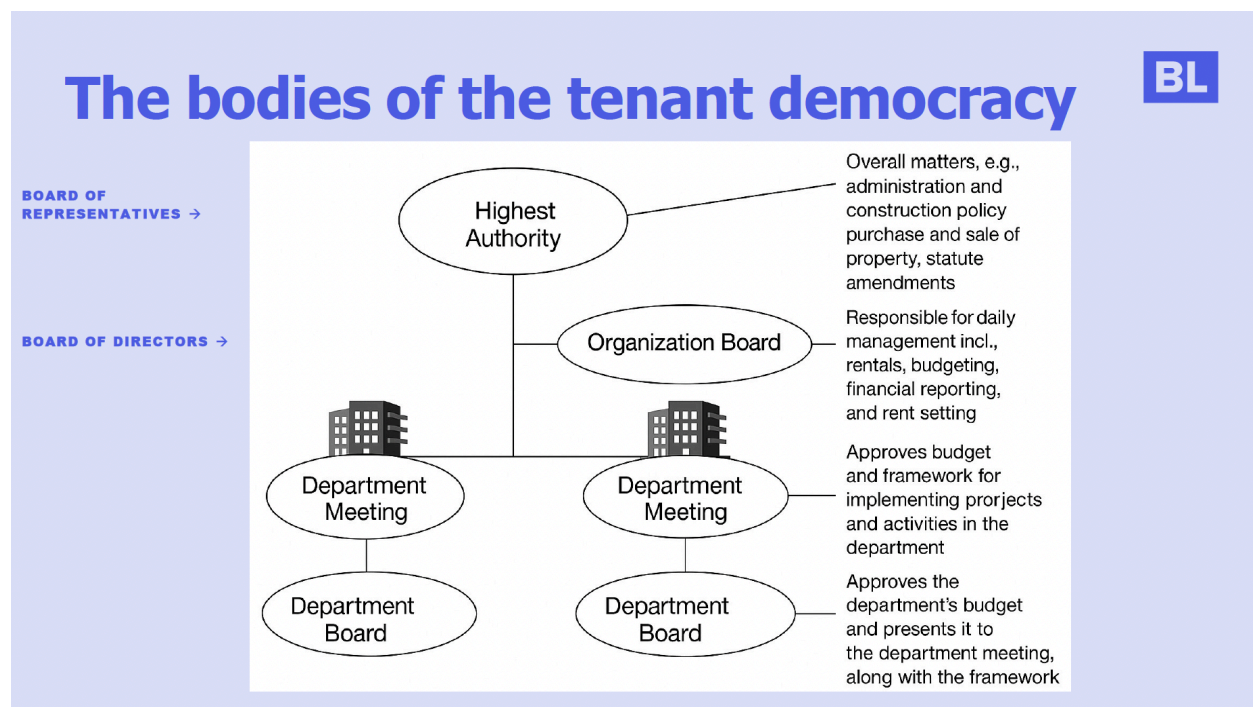 The bodies of the tenant democracy
BL
BOARD OF
REPRESENTATIVES →
BOARD OF DIRECTORS →
Highest
Authority
Overall matters, e.g.,
administration and
construction policy
purchase and sale of
property, statute
amendments
Organization Board
Responsible for daily
management incl.,
rentals, budgeting,
financial reporting,
and rent setting
Department
Meeting
Department
Meeting
Approves budget
and framework for
implementing prorjects
and activities in the
department
Department
Board
Department
Board
Approves the
department's budget
and presents it to
the department meeting,
along with the framework